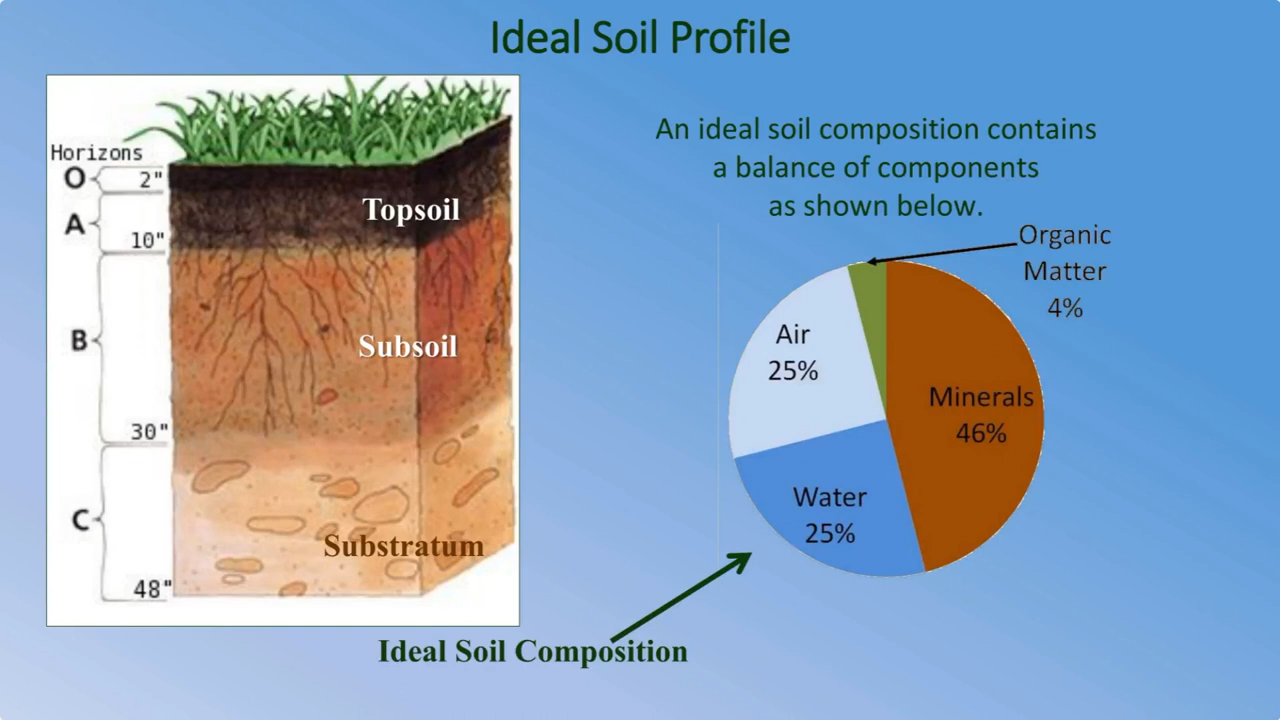 Ideal Soil Profile
Horizons
O
2"
A
10"
B
30"
C
48"
Topsoil
Subsoil
Substratum
An ideal soil composition contains
a balance of components
as shown below.
Organic
Matter
4%
Air
25%
Minerals
46%
Water
25%
Ideal Soil Composition